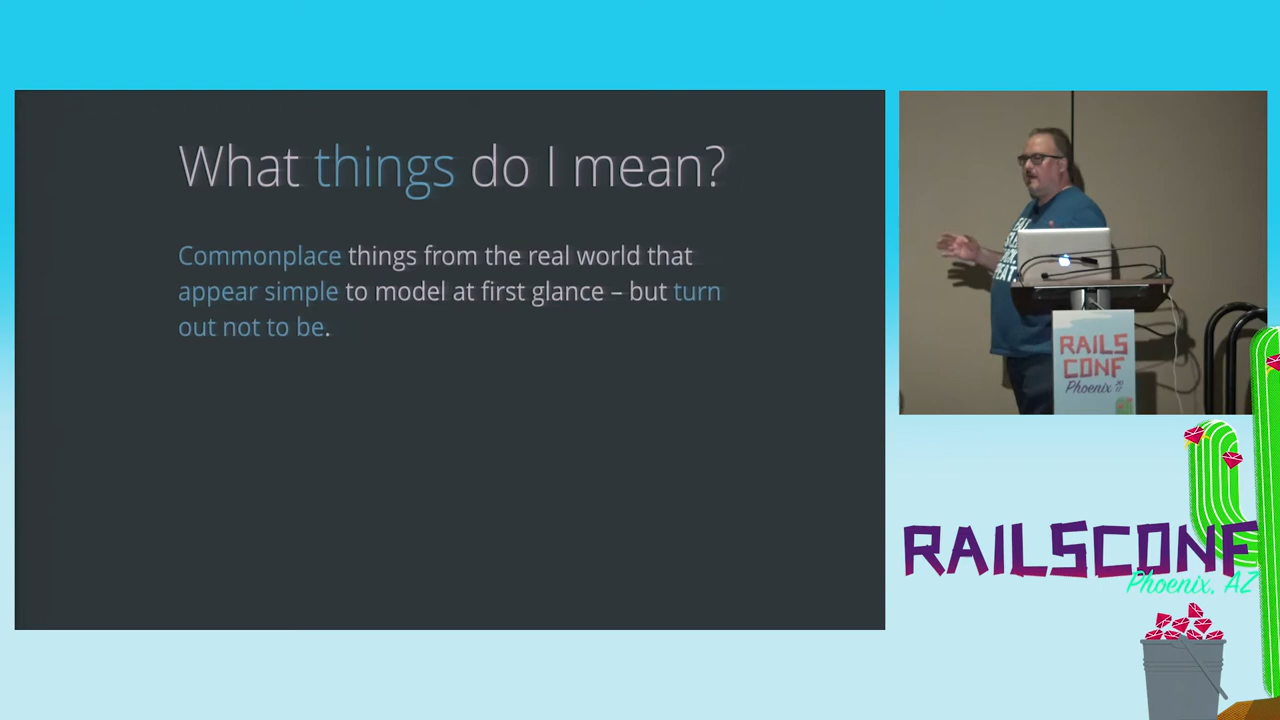 What things do I mean?
Commonplace things from the real world that
appear simple to model at first glance – but turn
out not to be.
RAILS
CONF
Phoenix
RAILSCONF
Phoenix, AZ